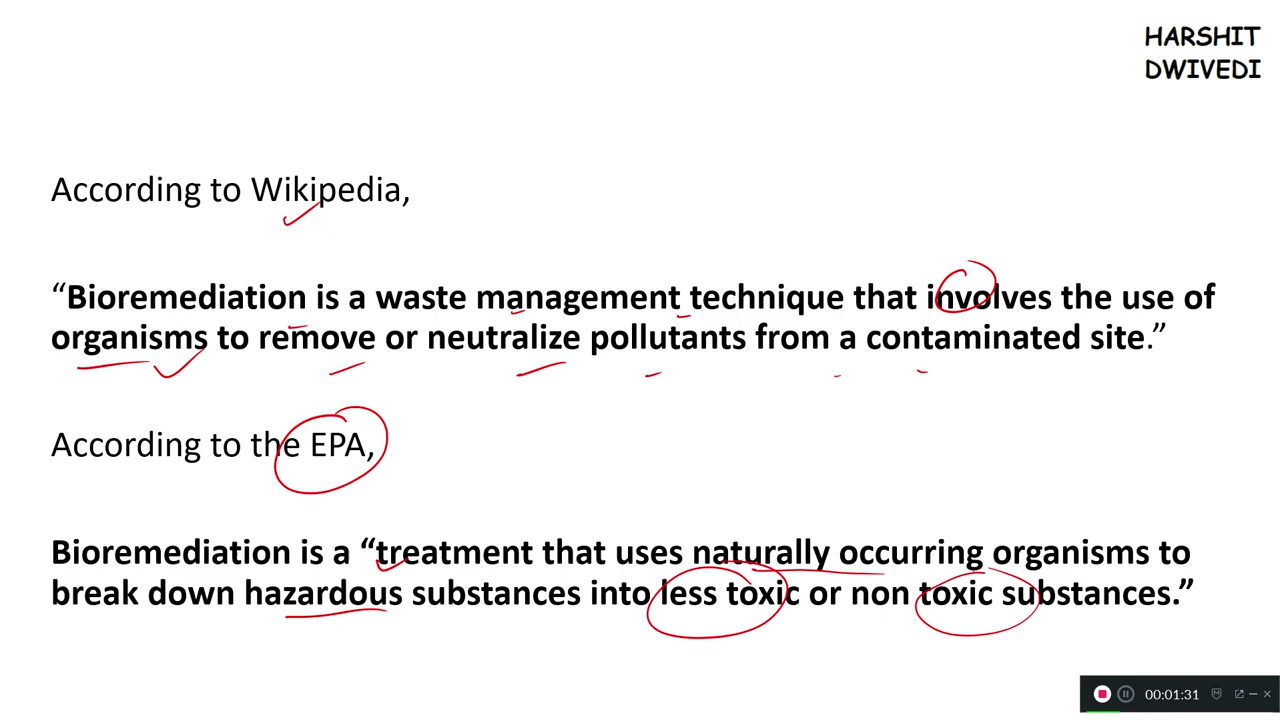 HARSHIT
DWIVEDI
According to Wikipedia,
“Bioremediation is a waste management technique that involves the use of
organisms to remove or neutralize pollutants from a contaminated site.”
According to the EPA,
Bioremediation is a “treatment that uses naturally occurring organisms to
break down hazardous substances into less toxic or non toxic substances.”
00:01:31